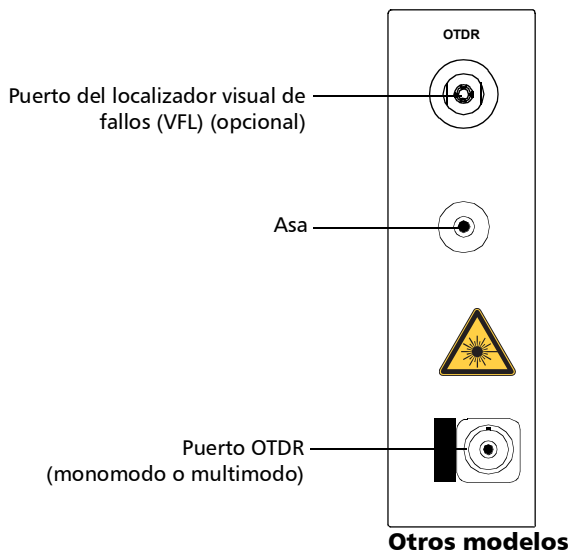 OTDR
Puerto del localizador visual de
fallos (VFL) (opcional)
Asa
Puerto OTDR
(monomodo o multimodo)
Otros modelos